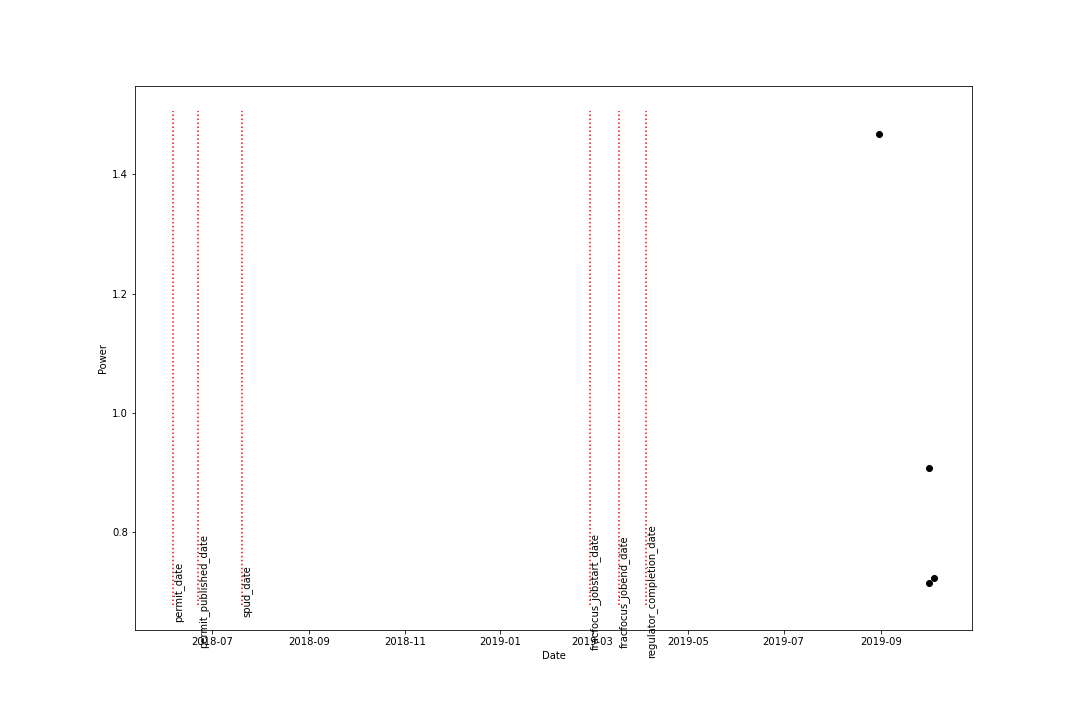 1.4
1.2
1.0
0.8
Power
permit_date
permit_published_date
spud_date
fracfocus_jobstart_date
fracfocus_jobend_date
regulator_completion_date
2018-07
2018-09
2018-11
2019-01
2019-03
2019-05
2019-07
2019-09
Date